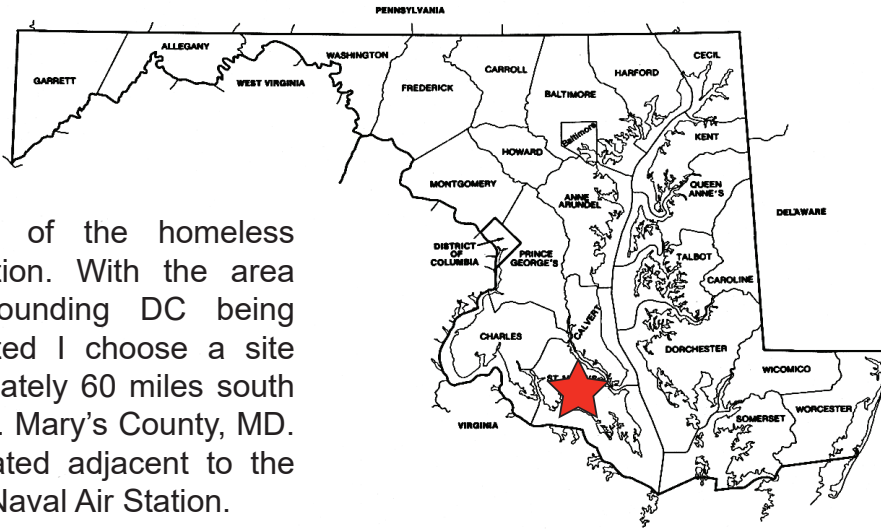 PENNSYLVANIA
ALLEGANY
WASHINGTON
CECIL
GARRETT
WEST VIRGINIA
FREDERICK
CARROLL
BALTIMORE
HARFORD
Baltimore
KENT
HOWARD
MONTGOMERY
ANNE
ARUNDEL
QUEEN
ANNE'S
DELAWARE
DISTRICT
OF
COLUMBIA
PRINCE
GEORGE'S
TALBOT
CAROLINE
CALVERT
CHARLES
DORCHESTER
WICOMICO
VIRGINIA
SOMERSET
WORCESTER
of the homeless
tion. With the area
ounding DC being
ted I choose a site
ately 60 miles south
. Mary’s County, MD.
ated adjacent to the
Naval Air Station.